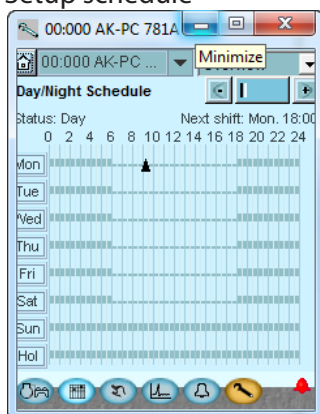 Setup schedule
00:000 AK-PC 781A
Minimize
00:000 AK-PC ...
Day/Night Schedule
Status: Day Next shift: Mon. 18:00
0 2 4 6 8 10 12 14 16 18 20 22 24
Mon
Tue
Wed
Thu
Fri
Sat
Sun
Hol